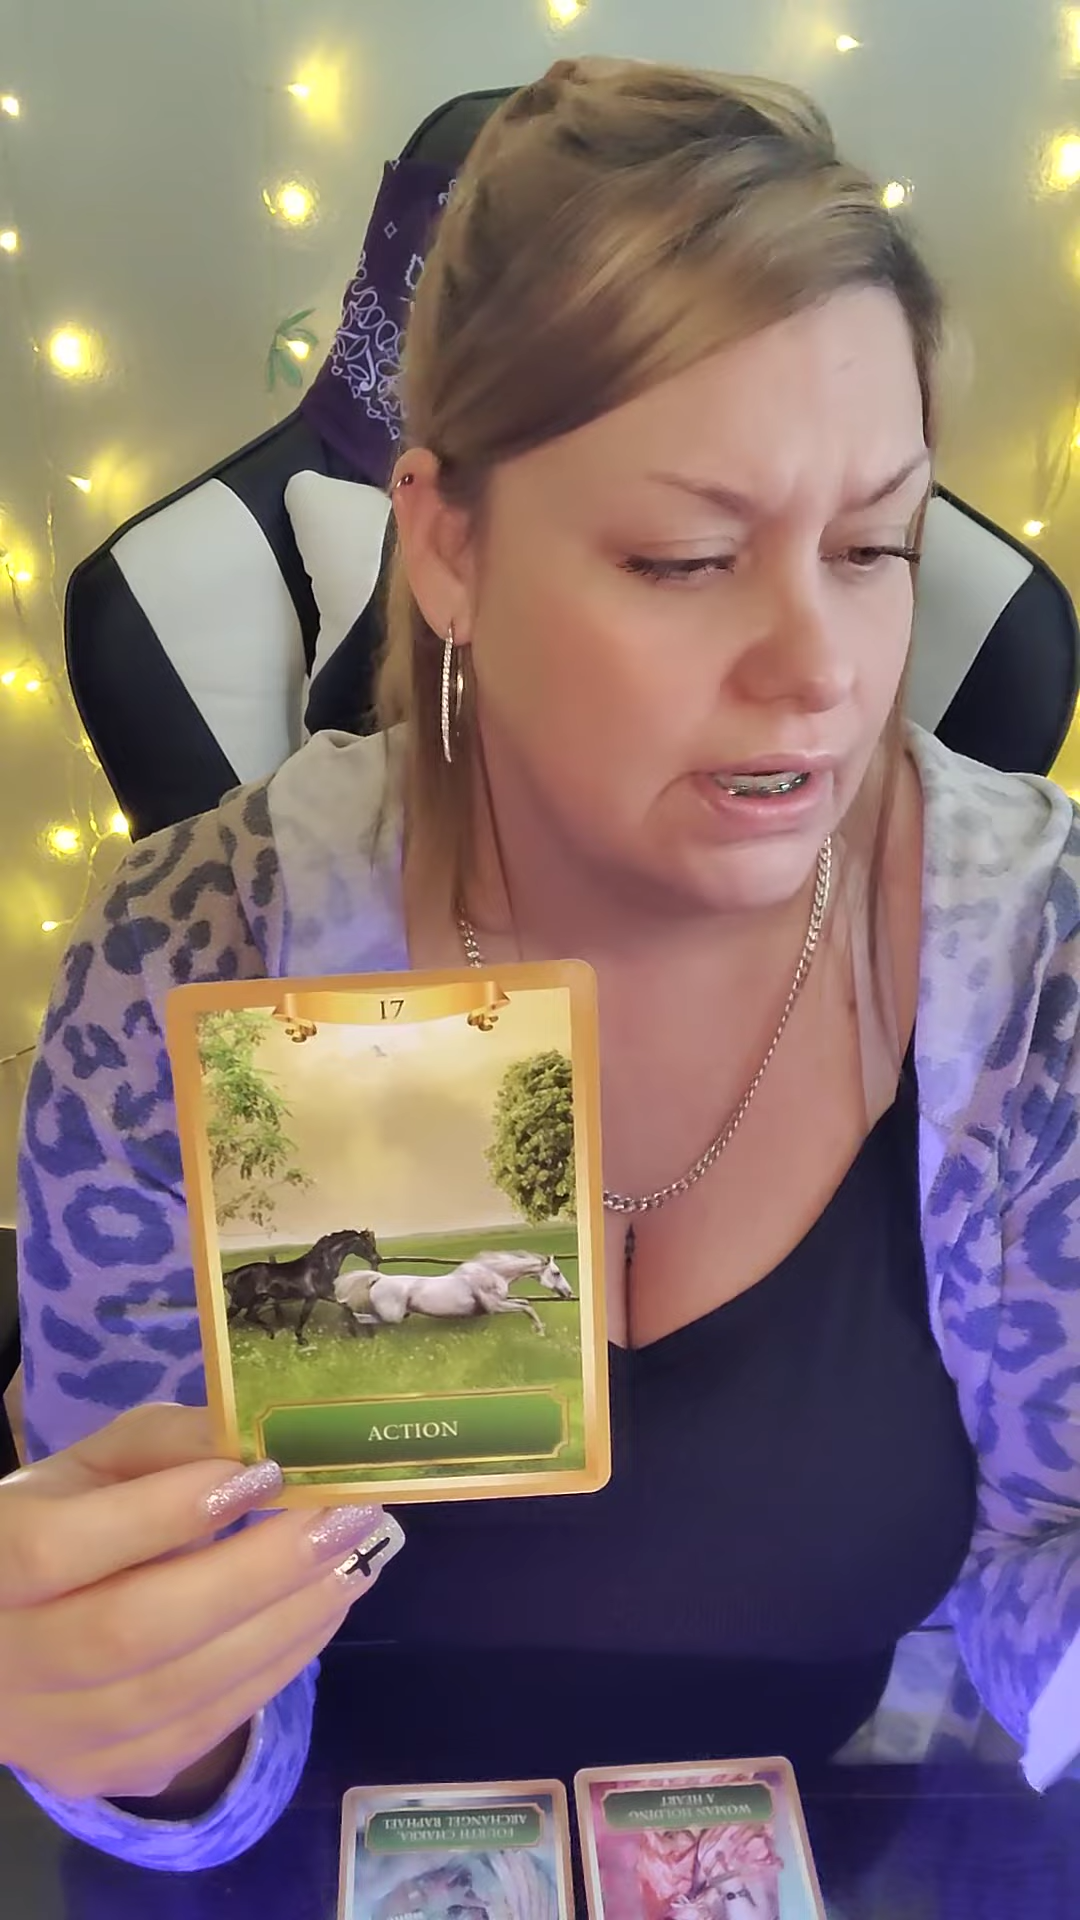 17
ACTION
FOURTH CHAKRA,
ARCHANGEL RAPHAEL
WOMAN HOLDING
A HEART